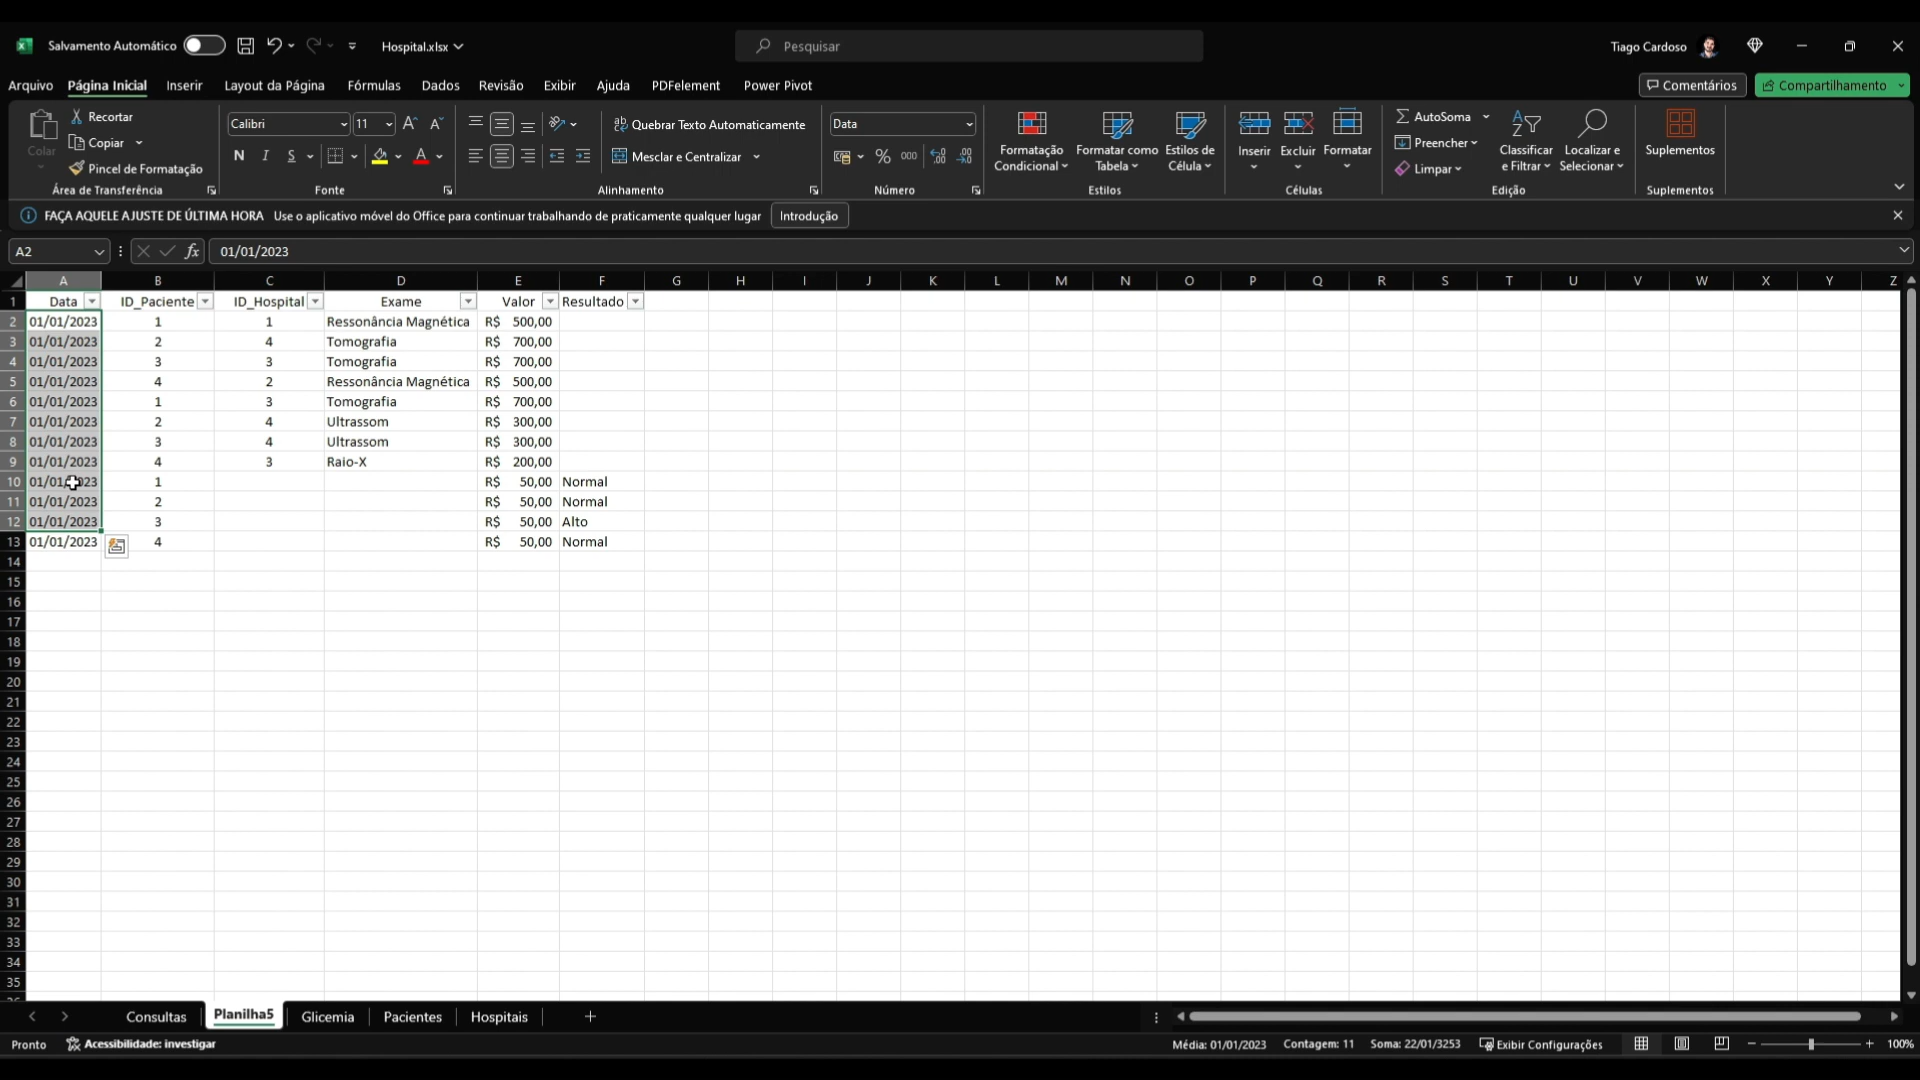 Salvamento Automático
Hospital.xlsx
Pesquisar
Tiago Cardoso
Arquivo Página Inicial Inserir Layout da Página Fórmulas Dados Revisão Exibir Ajuda PDFelement Power Pivot
Comentários
Compartilhamento
Colar
Recortar
Copiar
Pincel de Formatação
Área de Transferência
Calibri 11
N I S
Fonte
Quebrar Texto Automaticamente
Mesclar e Centralizar
Alinhamento
Data
% 000
Número
Formatação Condicional
Formatar como Tabela
Estilos de Célula
Estilos
Inserir Excluir Formatar
Células
AutoSoma
Preencher
Limpar
Classificar e Filtrar
Localizar e Selecionar
Edição
Suplementos
Suplementos
FAÇA AQUELE AJUSTE DE ÚLTIMA HORA Use o aplicativo móvel do Office para continuar trabalhando de praticamente qualquer lugar Introdução
A2 fx 01/01/2023
A B C D E F G H I J K L M N O P Q R S T U V W X Y Z
1 Data ID_Paciente ID_Hospital Exame Valor Resultado
2 01/01/2023 1 1 Ressonância Magnética R$ 500,00
3 01/01/2023 2 4 Tomografia R$ 700,00
4 01/01/2023 3 3 Tomografia R$ 700,00
5 01/01/2023 4 2 Ressonância Magnética R$ 500,00
6 01/01/2023 1 3 Tomografia R$ 700,00
7 01/01/2023 2 4 Ultrassom R$ 300,00
8 01/01/2023 3 4 Ultrassom R$ 300,00
9 01/01/2023 4 3 Raio-X R$ 200,00
10 01/01/2023 1 R$ 50,00 Normal
11 01/01/2023 2 R$ 50,00 Normal
12 01/01/2023 3 R$ 50,00 Alto
13 01/01/2023 4 R$ 50,00 Normal
14
15
16
17
18
19
20
21
22
23
24
25
26
27
28
29
30
31
32
33
34
35
Consultas Planilha5 Glicemia Pacientes Hospitais
Pronto Acessibilidade: investigar Média: 01/01/2023 Contagem: 11 Soma: 22/01/3253 Exibir Configurações 100%